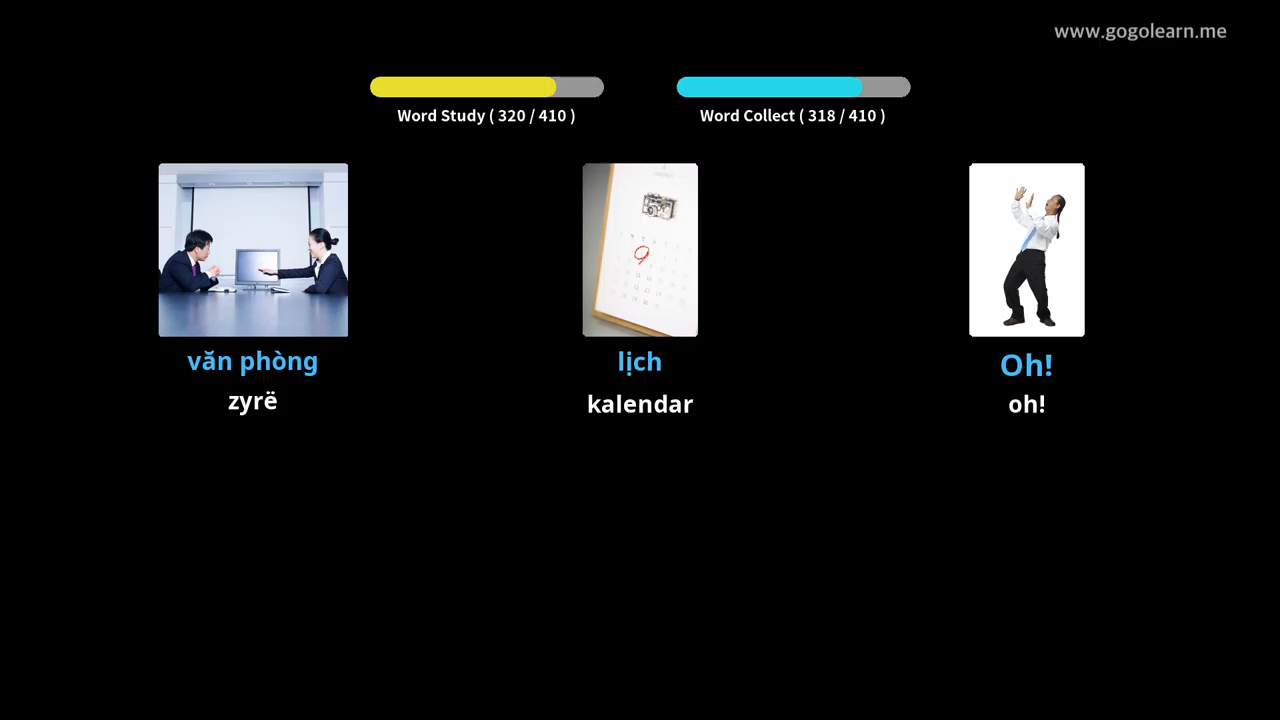 www.gogolearn.me
Word Study ( 320 / 410 )
Word Collect ( 318 / 410 )
văn phòng
zyrë
lịch
kalendar
Oh!
oh!